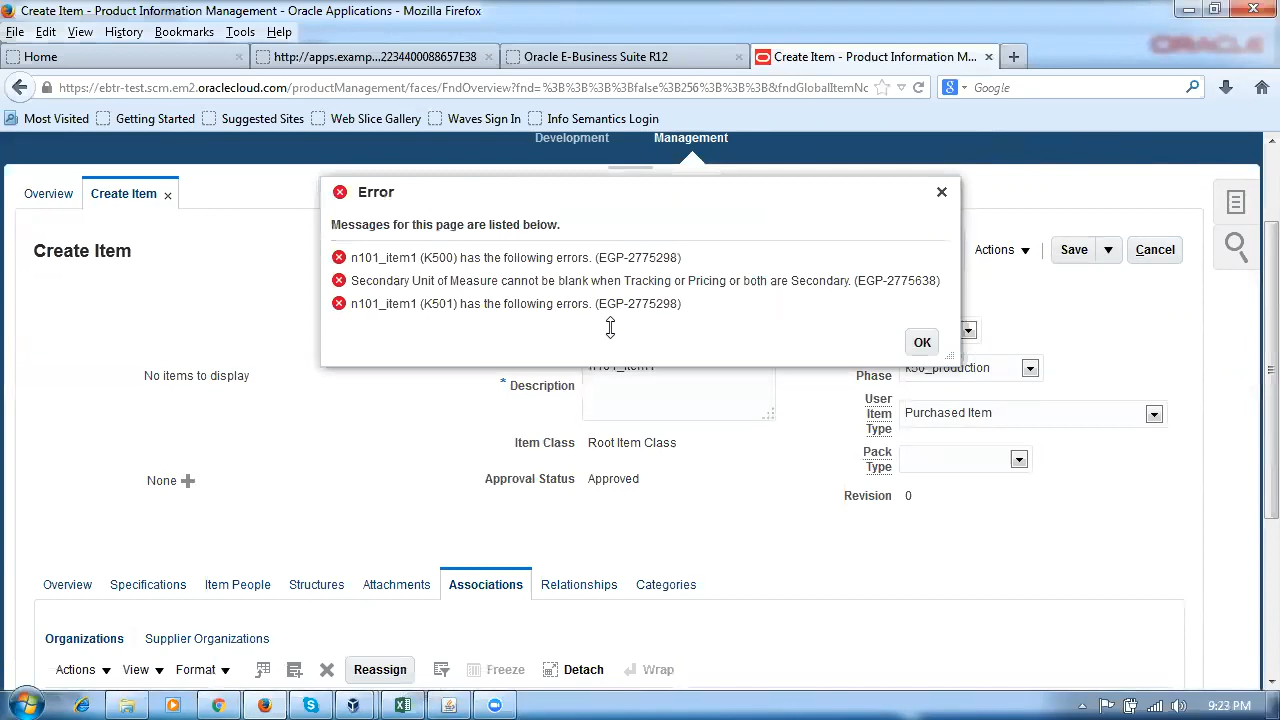 Create Item - Product Information Management - Oracle Applications - Mozilla Firefox
File Edit View History Bookmarks Tools Help
Home
http://apps.examp...2234400088657E38
Oracle E-Business Suite R12
Create Item - Product Information M...
ORACLE
https://ebtr-test.scm.em2.oraclecloud.com/productManagement/faces/FndOverview?fnd=%3B%3B%3B%3Bfalse%3B256%3B%3B%3B&fndGlobalItemNc
Google
Most Visited Getting Started Suggested Sites Web Slice Gallery Waves Sign In Info Semantics Consulting
Development Management
Overview Create Item
Error
Messages for this page are listed below.
n101_item1 (K500) has the following errors. (EGP-2775298)
Secondary Unit of Measure cannot be blank when Tracking or Pricing or both are Secondary. (EGP-2775638)
n101_item1 (K501) has the following errors. (EGP-2775298)
OK
Create Item
Actions Save Cancel
No items to display
None
Description
n101_item1
Item Class Root Item Class
Approval Status Approved
Phase k50_production
User Item Type Purchased Item
Pack Type
Revision 0
Overview Specifications Item People Structures Attachments Associations Relationships Categories
Organizations Supplier Organizations
Actions View Format Reassign Freeze Detach Wrap
9:23 PM